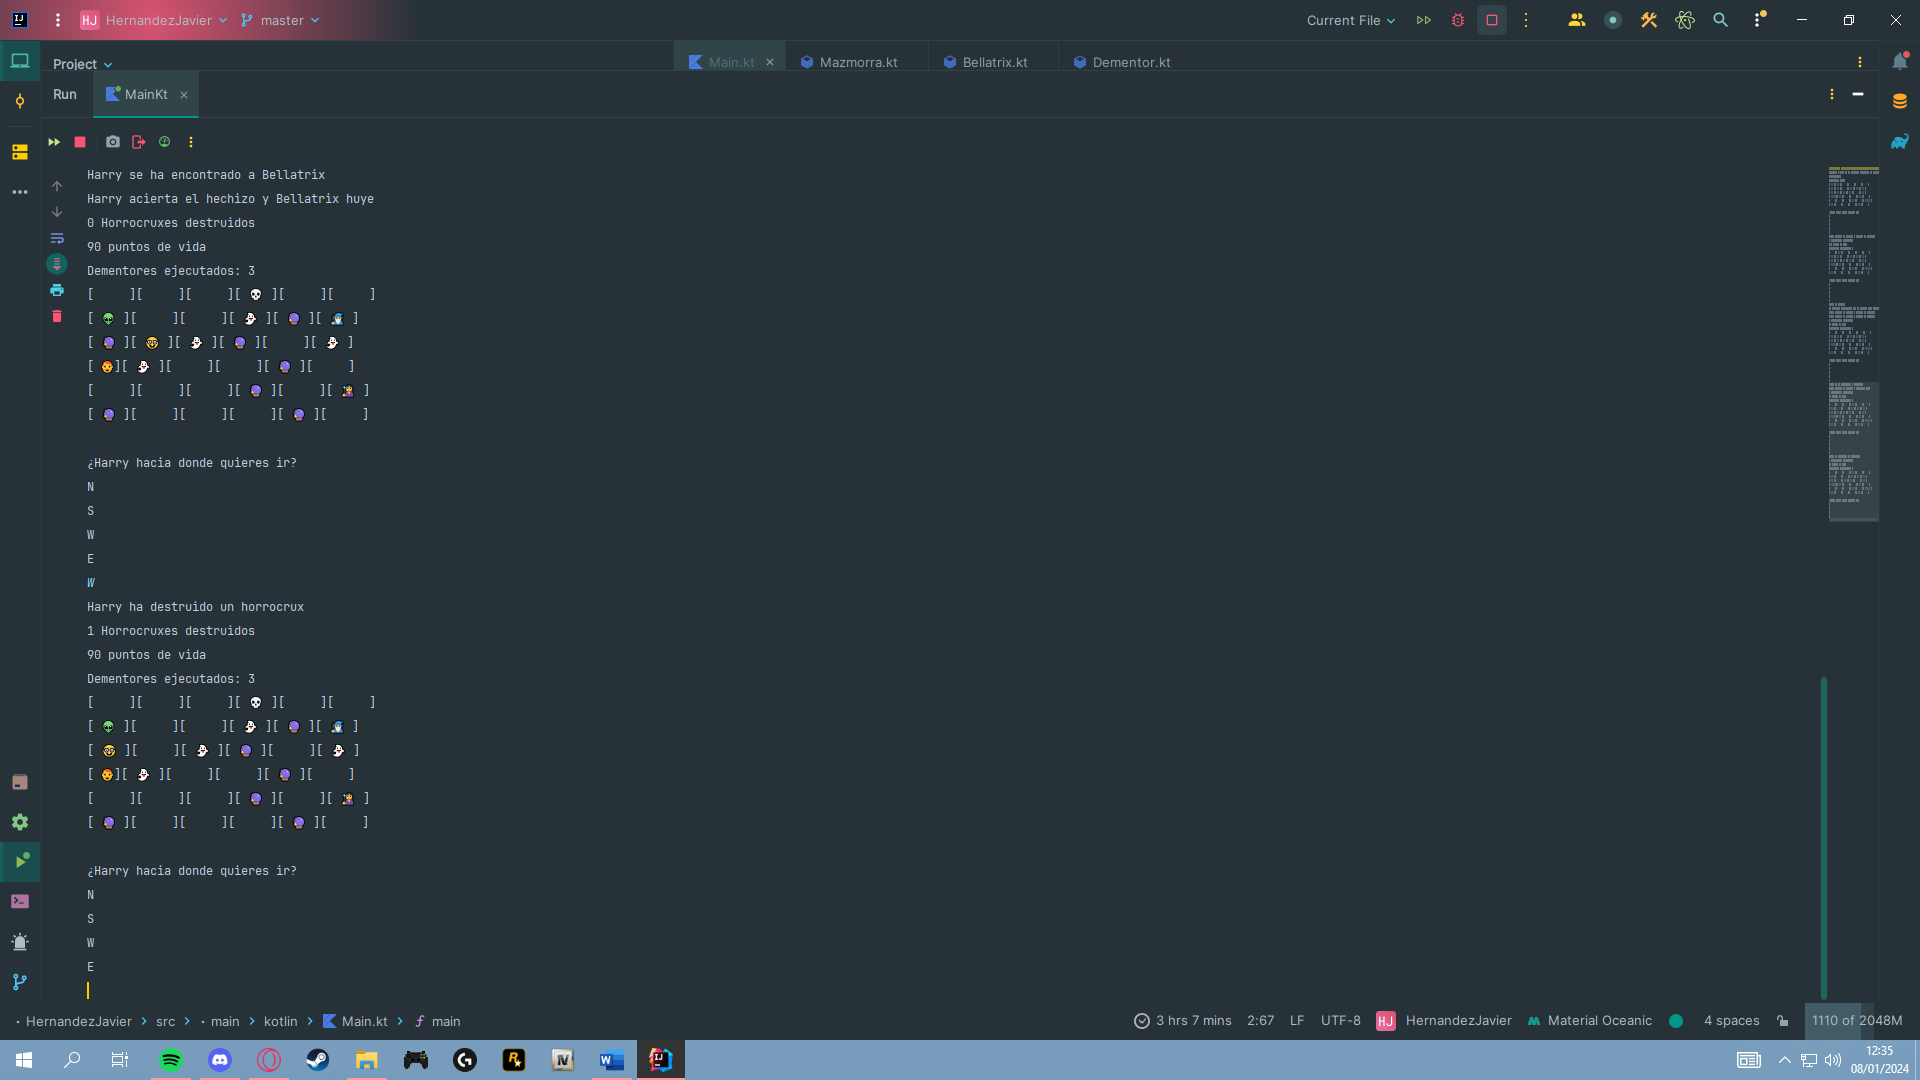 HJ HernandezJavier master Current File
Project Main.kt Mazmorra.kt Bellatrix.kt Dementor.kt
Run MainKt
Harry se ha encontrado a Bellatrix
Harry acierta el hechizo y Bellatrix huye
0 Horrocruxes destruidos
90 puntos de vida
Dementores ejecutados: 3
[ ][ ][ ][ 💀 ][ ][ ]
[ 👽 ][ ][ ][ 👻 ][ 🔮 ][ 🧙‍♂️ ]
[ 🔮 ][ 🤓 ][ 👻 ][ 🔮 ][ ][ 👻 ]
[ 👨‍🦰][ 👻 ][ ][ ][ 🔮 ][ ]
[ ][ ][ ][ 🔮 ][ ][ 🦹‍♀️ ]
[ 🔮 ][ ][ ][ ][ 🔮 ][ ]
¿Harry hacia donde quieres ir?
N
S
W
E
W
Harry ha destruido un horrocrux
1 Horrocruxes destruidos
90 puntos de vida
Dementores ejecutados: 3
[ ][ ][ ][ 💀 ][ ][ ]
[ 👽 ][ ][ ][ 👻 ][ 🔮 ][ 🧙‍♂️ ]
[ 🤓 ][ ][ 👻 ][ 🔮 ][ ][ 👻 ]
[ 👨‍🦰][ 👻 ][ ][ ][ 🔮 ][ ]
[ ][ ][ ][ 🔮 ][ ][ 🦹‍♀️ ]
[ 🔮 ][ ][ ][ ][ 🔮 ][ ]
¿Harry hacia donde quieres ir?
N
S
W
E
HernandezJavier > src > main > kotlin > Main.kt > main 3 hrs 7 mins 2:67 LF UTF-8 HJ HernandezJavier Material Oceanic 4 spaces 1110 of 2048M
12:35
08/01/2024